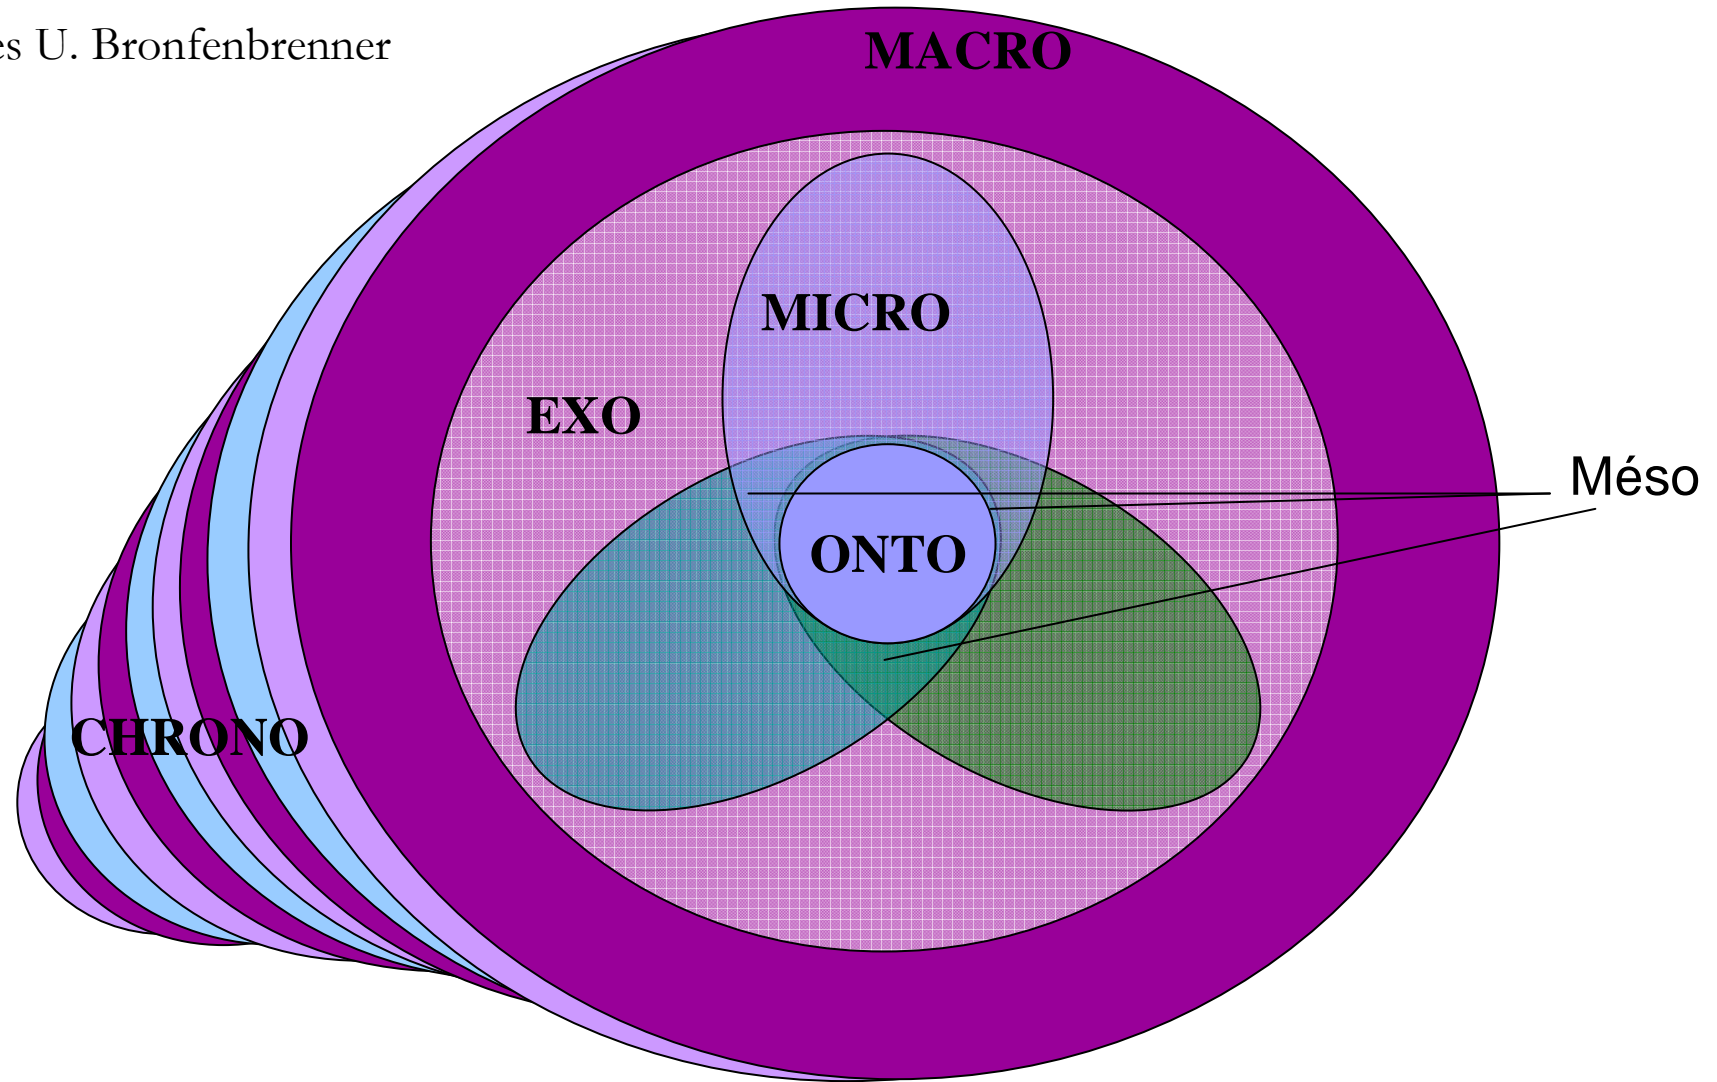 es U. Bronfenbrenner
MACRO
MICRO
EXO
Méso
ONTO
CHRONO